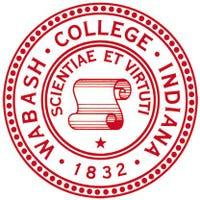 WABASH · COLLEGE · INDIANA
· 1832 ·
SCIENTIAE ET VIRTUTI